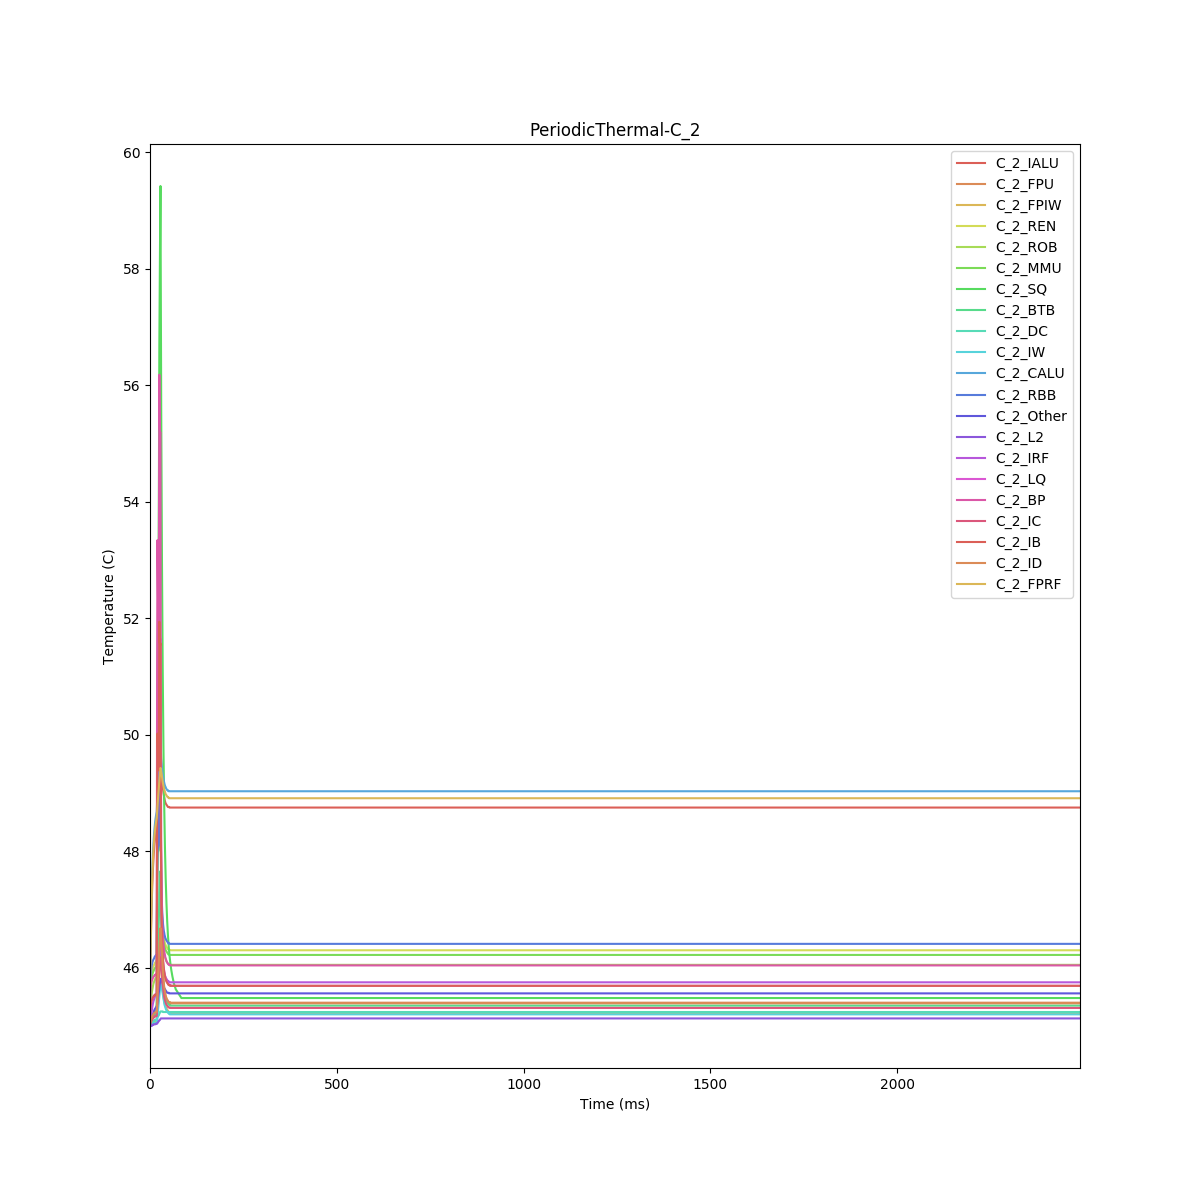 PeriodicThermal-C_2
60
58
56
54
52
50
48
46
Temperature (C)
0
500
1000
1500
2000
Time (ms)
C_2_IALU
C_2_FPU
C_2_FPIW
C_2_REN
C_2_ROB
C_2_MMU
C_2_SQ
C_2_BTB
C_2_DC
C_2_IW
C_2_CALU
C_2_RBB
C_2_Other
C_2_L2
C_2_IRF
C_2_LQ
C_2_BP
C_2_IC
C_2_IB
C_2_ID
C_2_FPRF